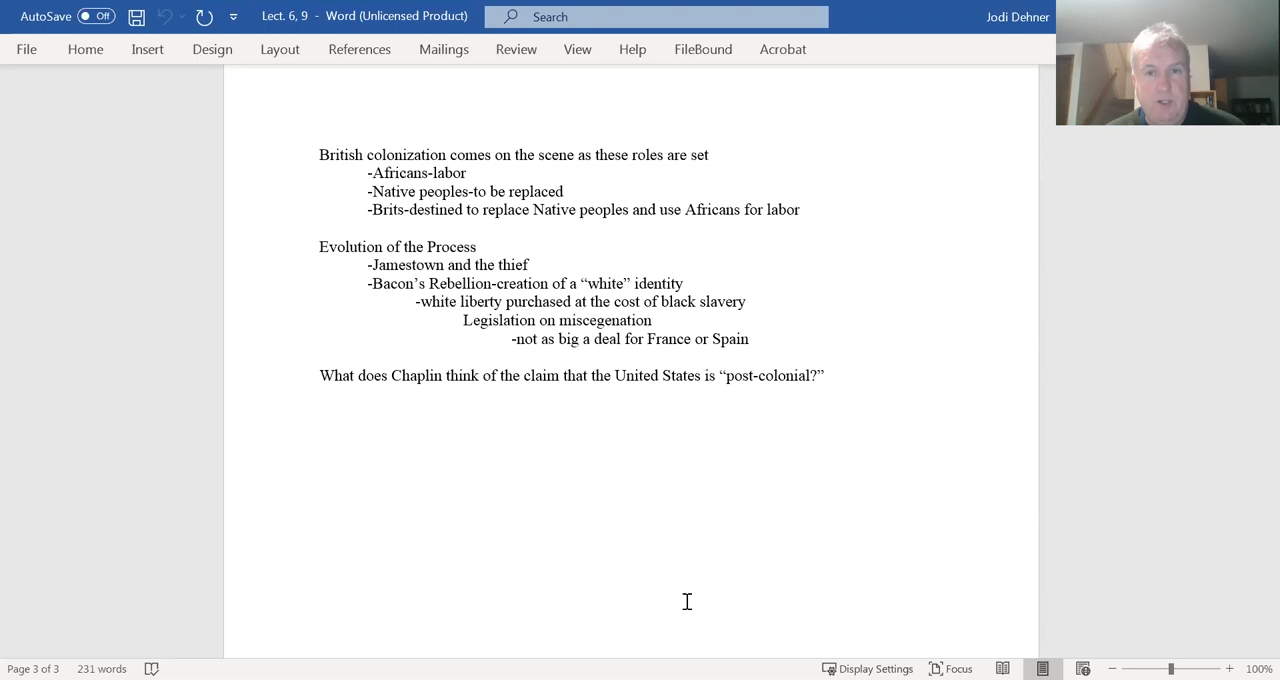 AutoSave Off Lect. 6, 9 - Word (Unlicensed Product) Search Jodi Dehner
File Home Insert Design Layout References Mailings Review View Help FileBound Acrobat
British colonization comes on the scene as these roles are set
-Africans-labor
-Native peoples-to be replaced
-Brits-destined to replace Native peoples and use Africans for labor
Evolution of the Process
-Jamestown and the thief
-Bacon’s Rebellion-creation of a “white” identity
-white liberty purchased at the cost of black slavery
Legislation on miscegenation
-not as big a deal for France or Spain
What does Chaplin think of the claim that the United States is “post-colonial?”
Page 3 of 3 231 words Display Settings Focus 100%